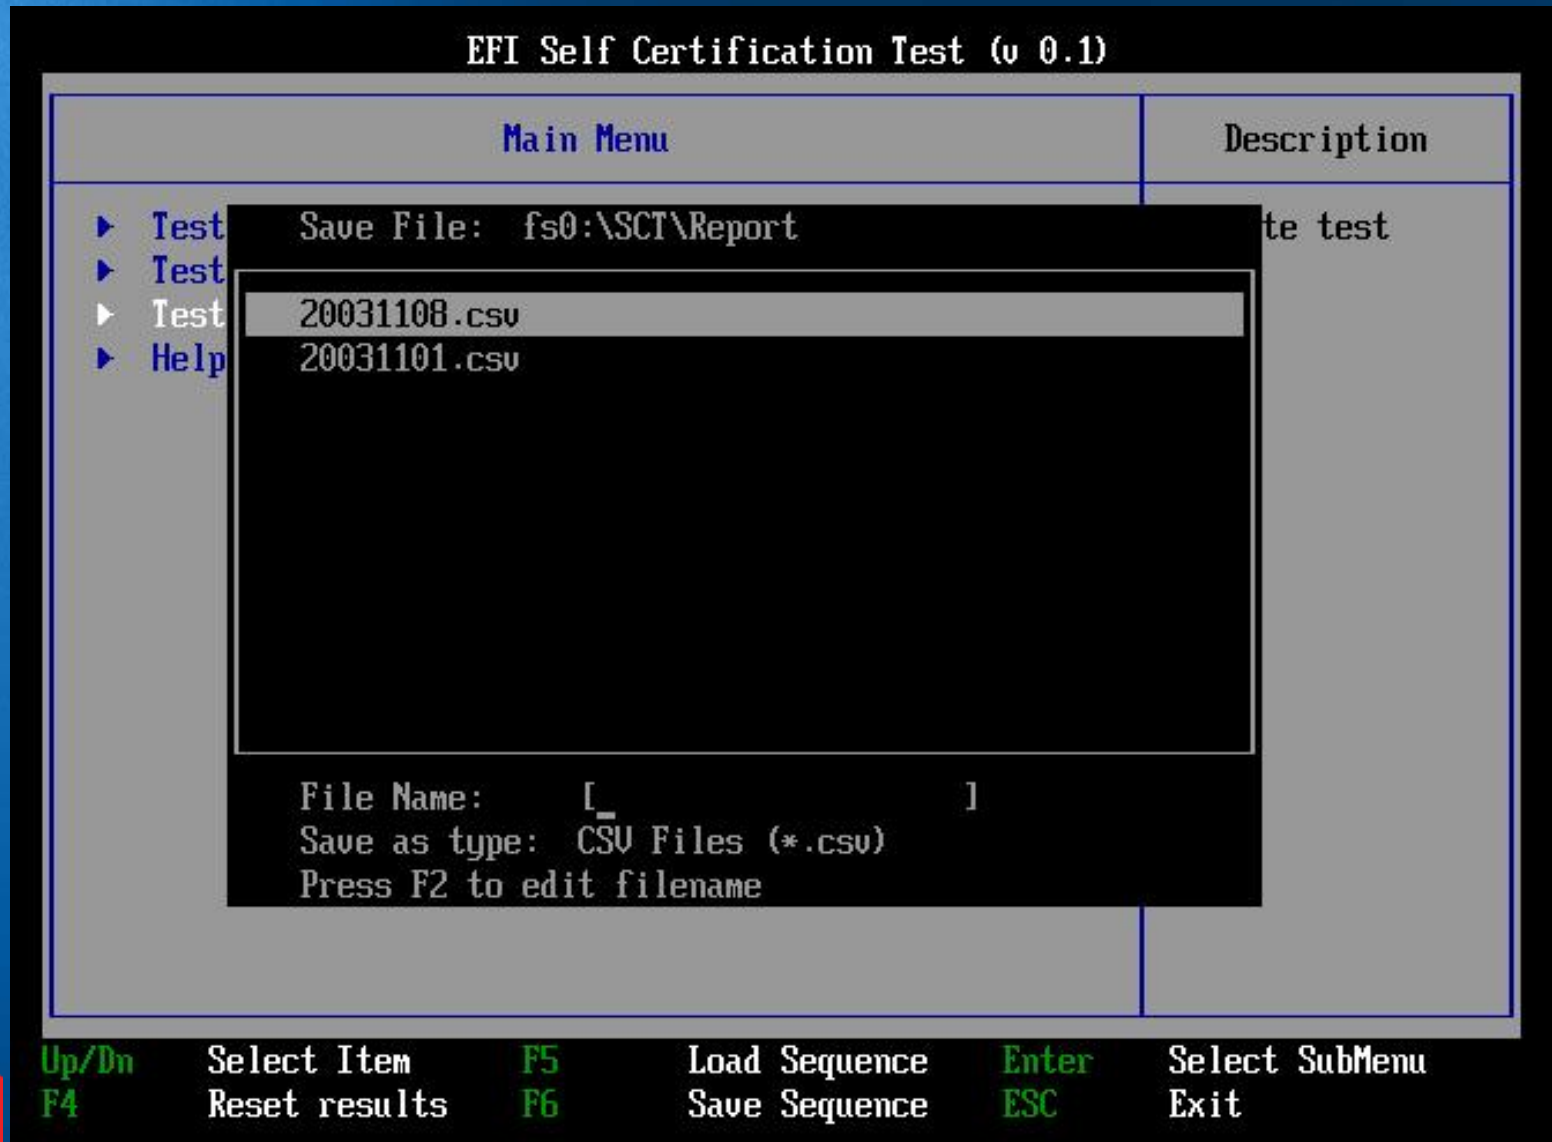 EFI Self Certification Test (v 0.1)
Main Menu
Description
Test
Test
Test
Help
te test
Save File: fs0:\SCT\Report
20031108.csv
20031101.csv
File Name: [_ ]
Save as type: CSV Files (*.csv)
Press F2 to edit filename
Up/Dn Select Item F5 Load Sequence Enter Select SubMenu
F4 Reset results F6 Save Sequence ESC Exit